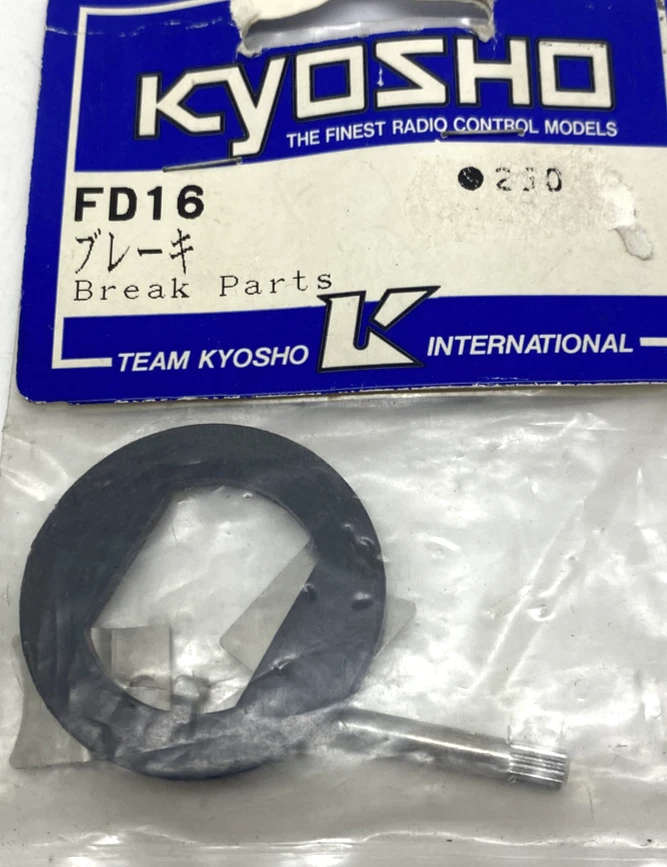 KYOSHO
THE FINEST RADIO CONTROL MODELS
FD16
ブレーキ
Break Parts
TEAM KYOSHO K INTERNATIONAL